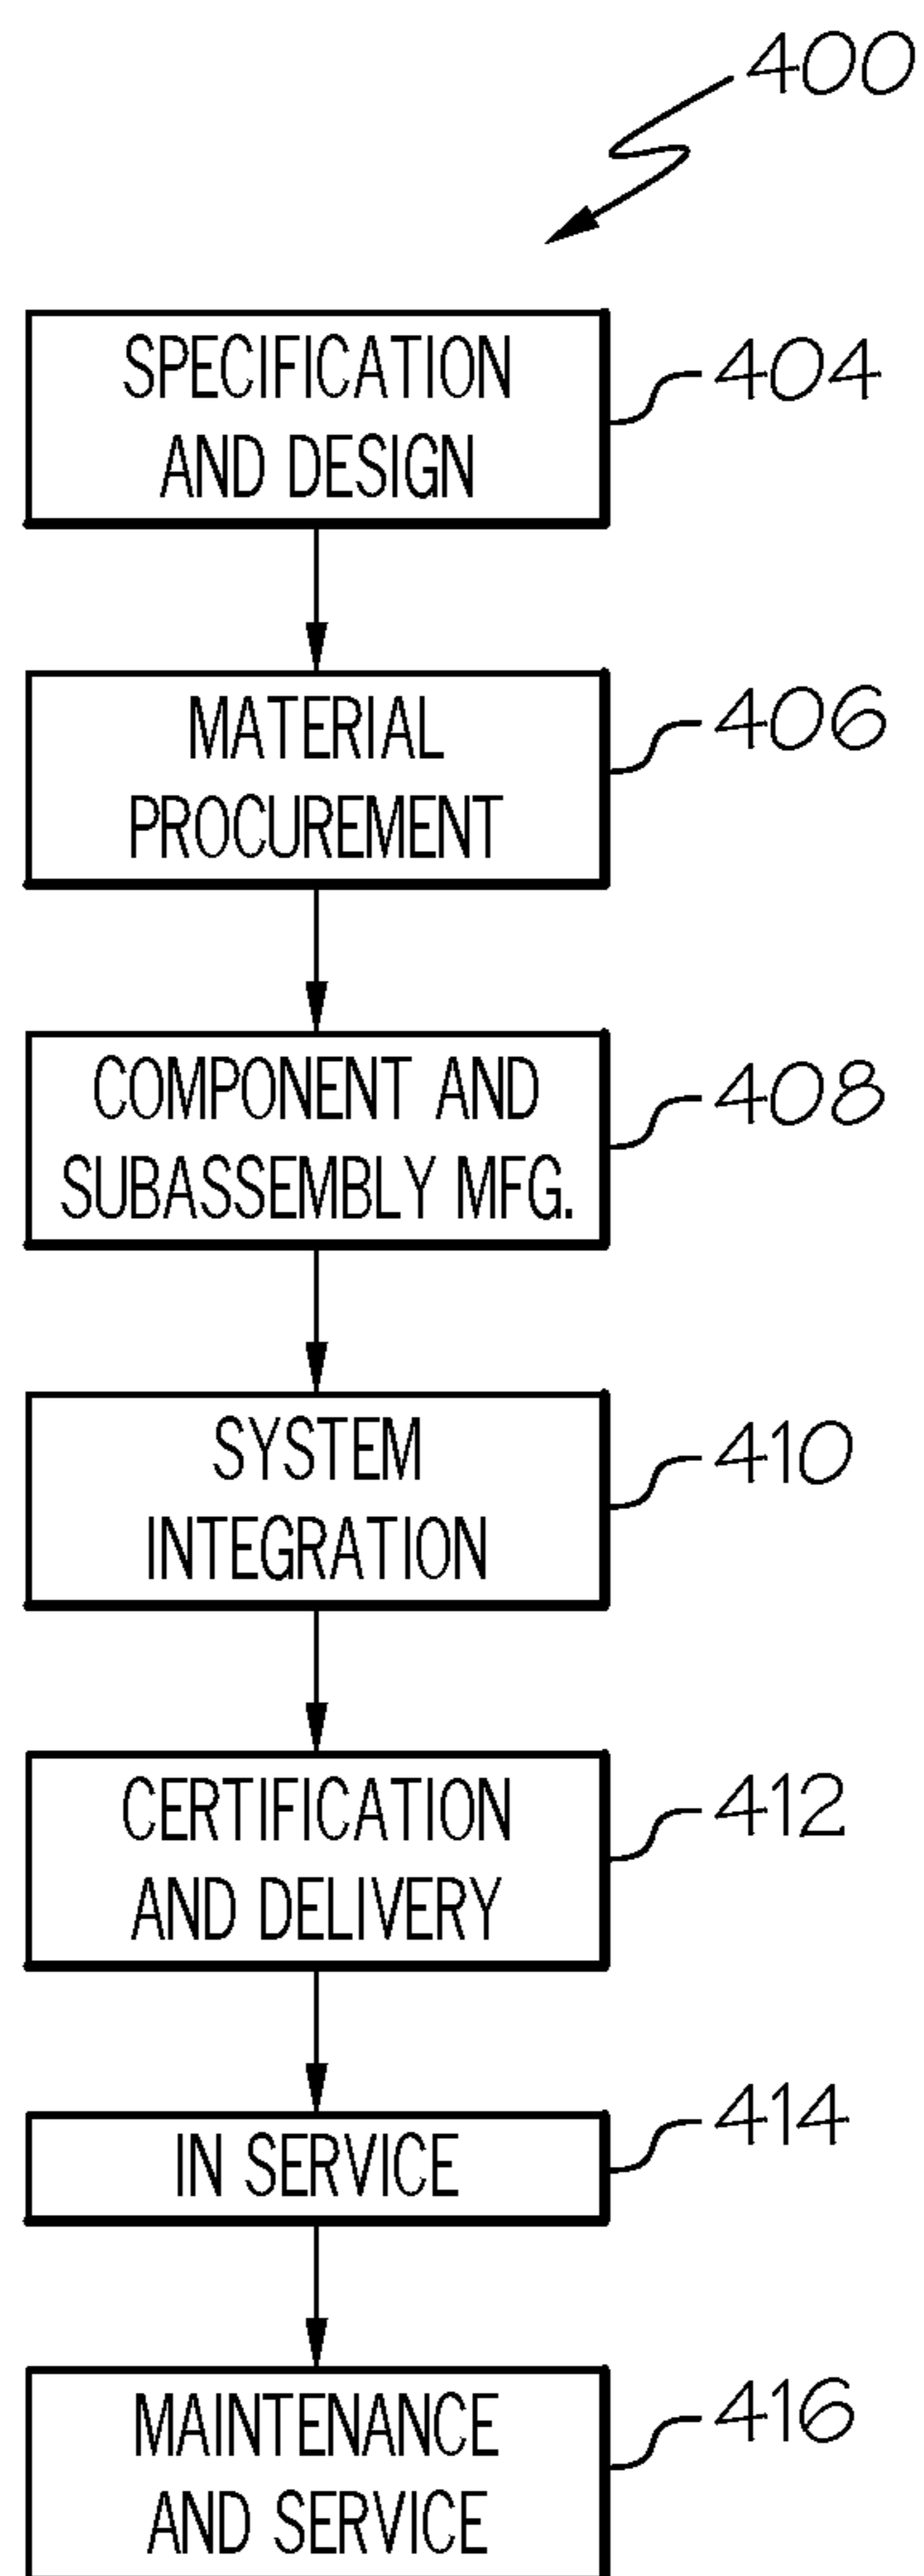 400
SPECIFICATION
AND DESIGN
404
MATERIAL
PROCUREMENT
406
COMPONENT AND
SUBASSEMBLY MFG.
408
SYSTEM
INTEGRATION
410
CERTIFICATION
AND DELIVERY
412
IN SERVICE
414
MAINTENANCE
AND SERVICE
416